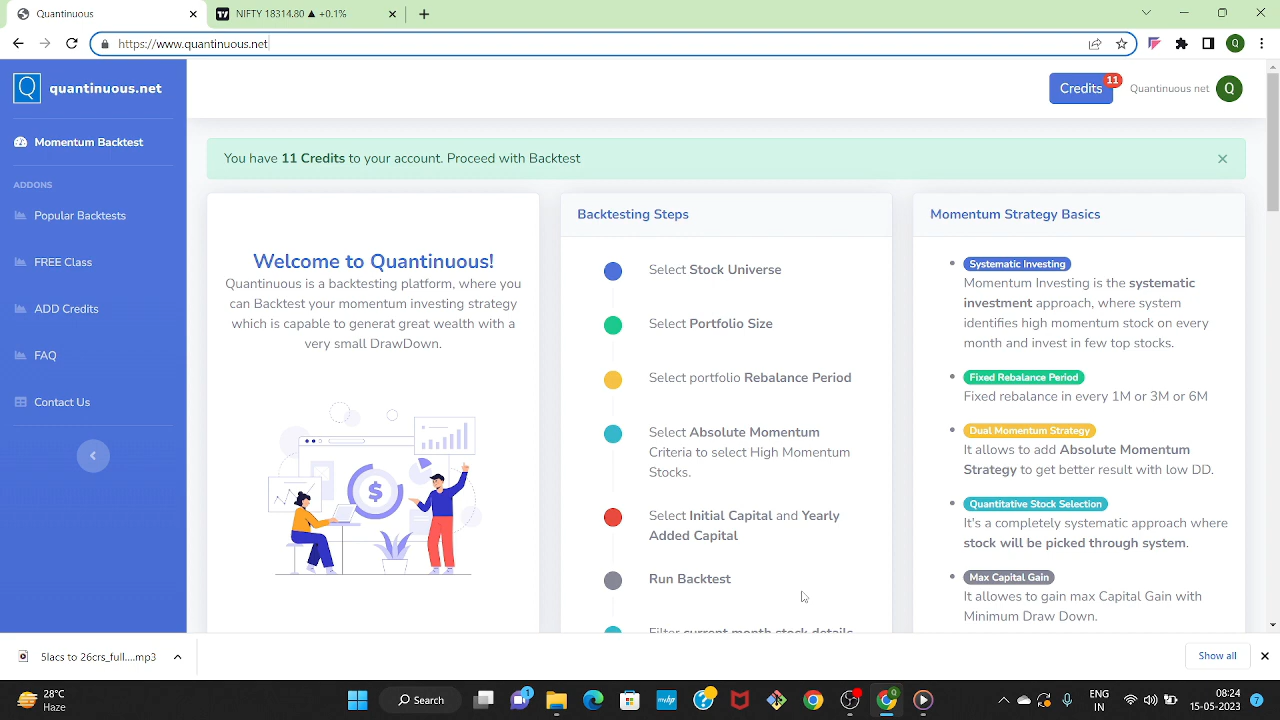 Quantinuous
NIFTY 18314.80 ▲ +0.1%
https://www.quantinuous.net
Q
Q quantinuous.net
Momentum Backtest
ADDONS
Popular Backtests
FREE Class
ADD Credits
FAQ
Contact Us
Credits
11
Quantinuous net
Q
You have 11 Credits to your account. Proceed with Backtest
Welcome to Quantinuous!
Quantinuous is a backtesting platform, where you
can Backtest your momentum investing strategy
which is capable to generat great wealth with a
very small DrawDown.
$
Backtesting Steps
Select Stock Universe
Select Portfolio Size
Select portfolio Rebalance Period
Select Absolute Momentum
Criteria to select High Momentum
Stocks.
Select Initial Capital and Yearly
Added Capital
Run Backtest
Filter current month stock details
Momentum Strategy Basics
Systematic Investing
Momentum Investing is the systematic
investment approach, where system
identifies high momentum stock on every
month and invest in few top stocks.
Fixed Rebalance Period
Fixed rebalance in every 1M or 3M or 6M
Dual Momentum Strategy
It allows to add Absolute Momentum
Strategy to get better result with low DD.
Quantitative Stock Selection
It's a completely systematic approach where
stock will be picked through system.
Max Capital Gain
It allowes to gain max Capital Gain with
Minimum Draw Down.
5lacs to 26crs_full....mp3
Show all
28°C
Haze
Search
1
ENG
IN
08:24
15-05-2023
7